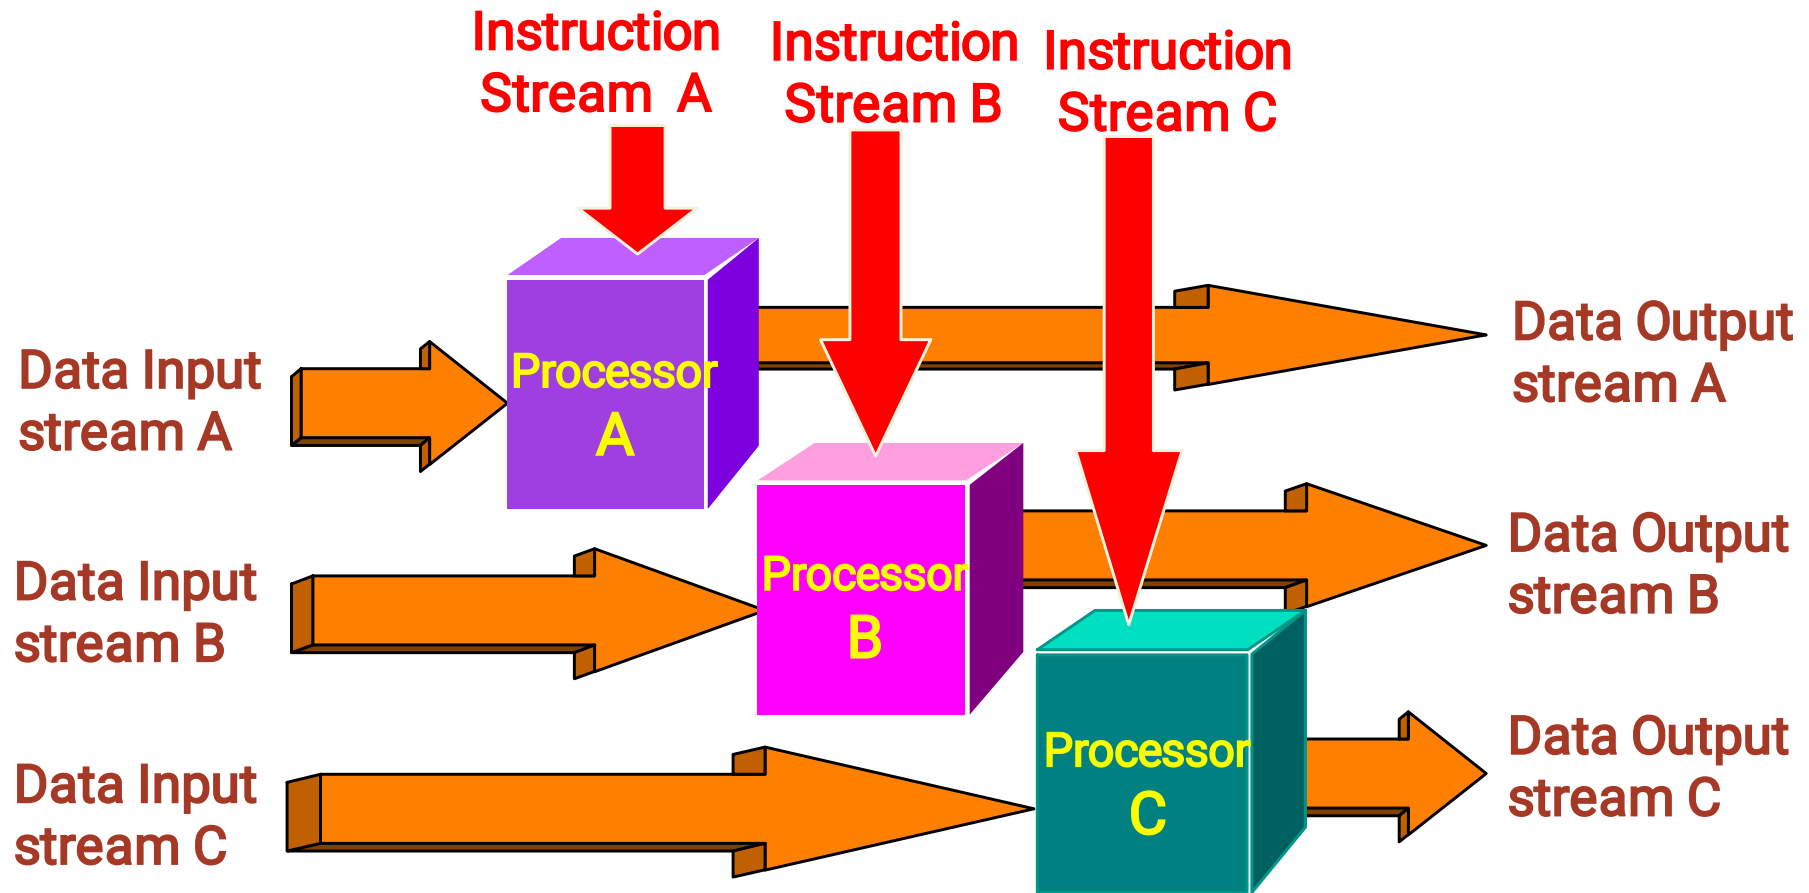 Instruction
Stream  A
Instruction
Stream B
Instruction
Stream C
Data Input
stream A
Processor
A
Data Output
stream A
Data Input
stream B
Processor
B
Data Output
stream B
Data Input
stream C
Processor
C
Data Output
stream C